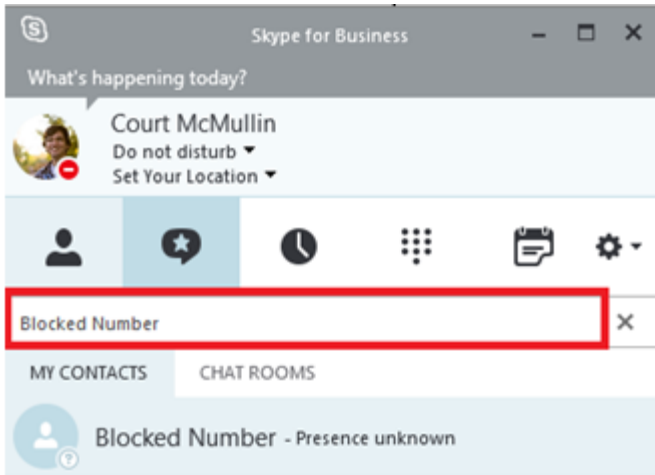 Skype for Business
What's happening today?
Court McMullin
Do not disturb
Set Your Location
Blocked Number
MY CONTACTS CHAT ROOMS
Blocked Number - Presence unknown